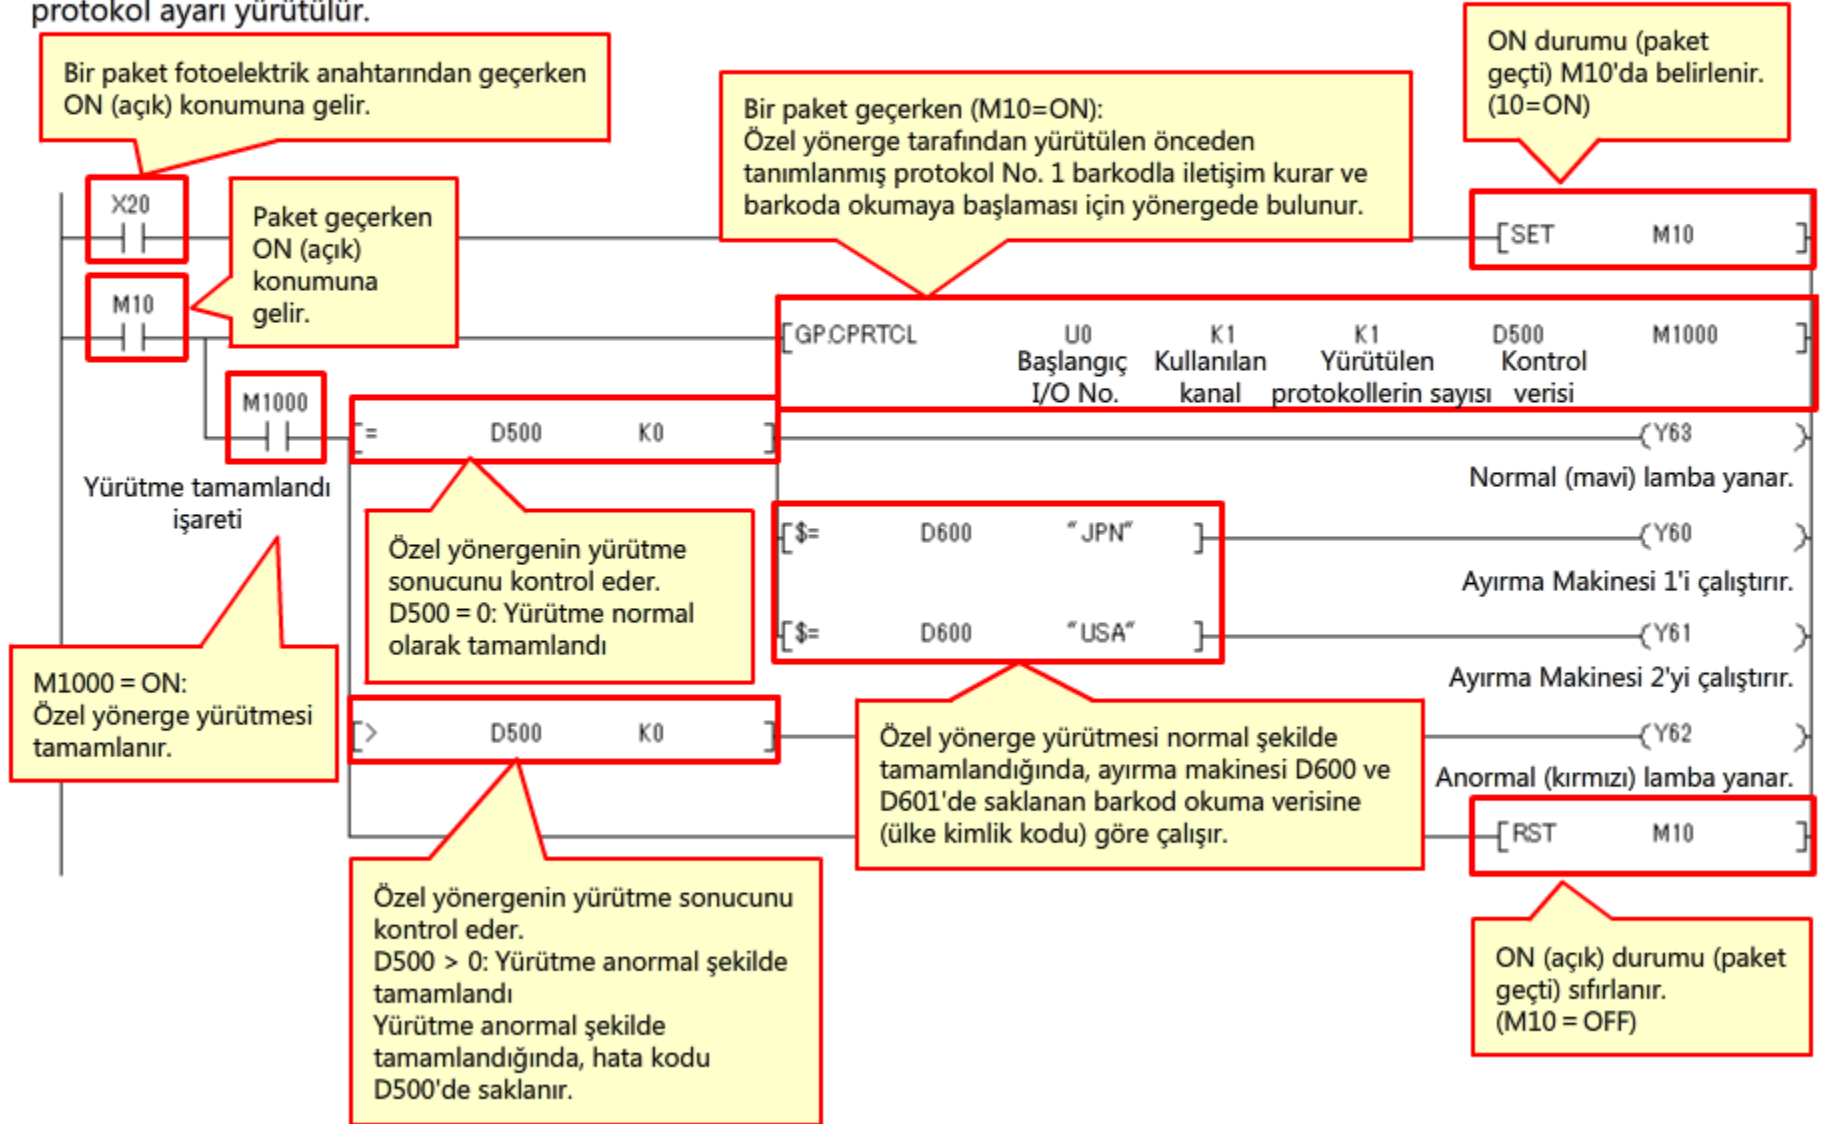 protokol ayarı yürütülür.
Bir paket fotoelektrik anahtarından geçerken
ON (açık) konumuna gelir.
ON durumu (paket
geçti) M10'da belirlenir.
(10=ON)
Bir paket geçerken (M10=ON):
Özel yönerge tarafından yürütülen önceden
tanımlanmış protokol No. 1 barkodla iletişim kurar ve
barkoda okumaya başlaması için yönergede bulunur.
X20
Paket geçerken
ON (açık)
konumuna
gelir.
[SET M10 ]
M10
[GP.CPRTCL U0 K1 K1 D500 M1000 ]
Başlangıç Kullanılan Yürütülen Kontrol
I/O No. kanal protokollerin sayısı verisi
M1000
[= D500 K0 ]
(Y63 )
Yürütme tamamlandı
işareti
Normal (mavi) lamba yanar.
Özel yönergenin yürütme
sonucunu kontrol eder.
D500 = 0: Yürütme normal
olarak tamamlandı
[$= D600 "JPN" ]
(Y60 )
Ayırma Makinesi 1'i çalıştırır.
[$= D600 "USA" ]
(Y61 )
Ayırma Makinesi 2'yi çalıştırır.
M1000 = ON:
Özel yönerge yürütmesi
tamamlanır.
[> D500 K0 ]
(Y62 )
Özel yönerge yürütmesi normal şekilde
tamamlandığında, ayırma makinesi D600 ve
D601'de saklanan barkod okuma verisine
(ülke kimlik kodu) göre çalışır.
Anormal (kırmızı) lamba yanar.
[RST M10 ]
Özel yönergenin yürütme sonucunu
kontrol eder.
D500 > 0: Yürütme anormal şekilde
tamamlandı
Yürütme anormal şekilde
tamamlandığında, hata kodu
D500'de saklanır.
ON (açık) durumu (paket
geçti) sıfırlanır.
(M10 = OFF)